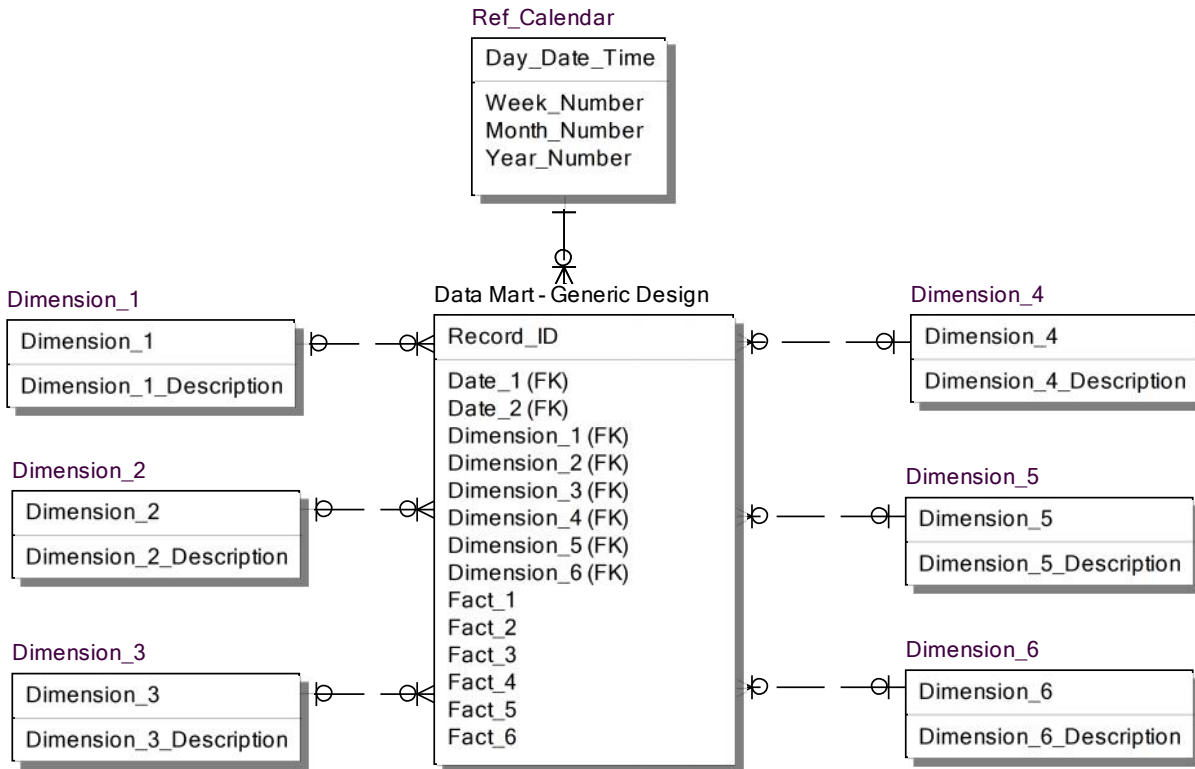 Ref_Calendar
Day_Date_Time
Week_Number
Month_Number
Year_Number
Dimension_1
Dimension_1
Dimension_1_Description
Dimension_2
Dimension_2
Dimension_2_Description
Dimension_3
Dimension_3
Dimension_3_Description
Data Mart - Generic Design
Record_ID
Date_1 (FK)
Date_2 (FK)
Dimension_1 (FK)
Dimension_2 (FK)
Dimension_3 (FK)
Dimension_4 (FK)
Dimension_5 (FK)
Dimension_6 (FK)
Fact_1
Fact_2
Fact_3
Fact_4
Fact_5
Fact_6
Dimension_4
Dimension_4
Dimension_4_Description
Dimension_5
Dimension_5
Dimension_5_Description
Dimension_6
Dimension_6
Dimension_6_Description